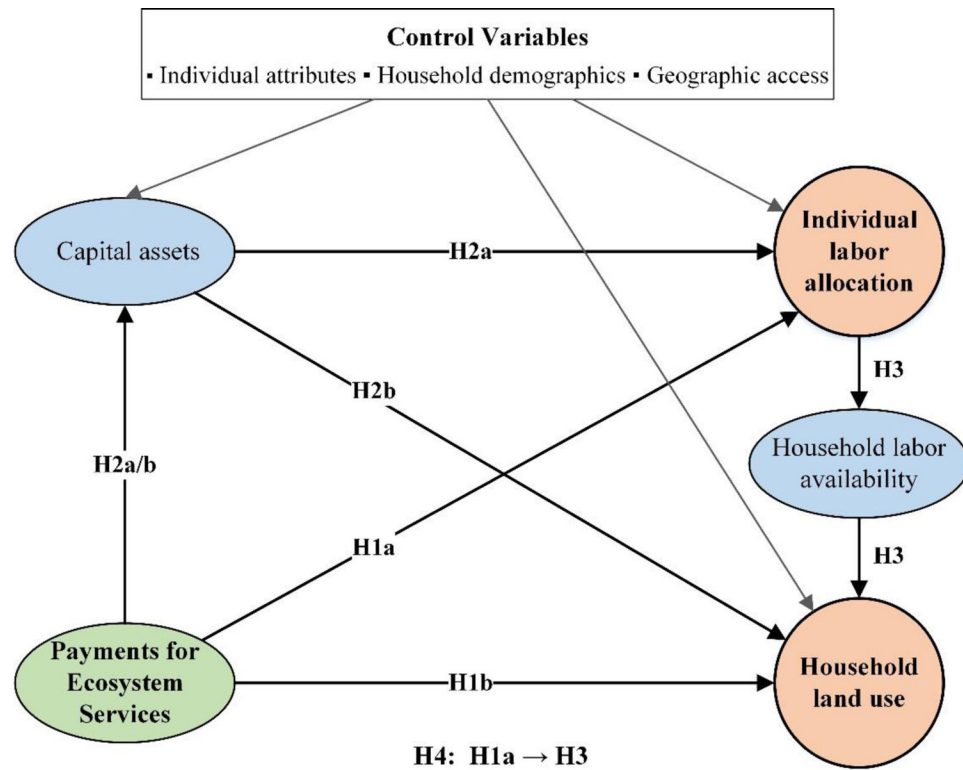 Control Variables
▪ Individual attributes ▪ Household demographics ▪ Geographic access
Capital assets
H2a
Individual
labor
allocation
H3
H2b
Household labor
availability
H2a/b
H1a
H3
Payments for
Ecosystem
Services
H1b
Household
land use
H4: H1a → H3